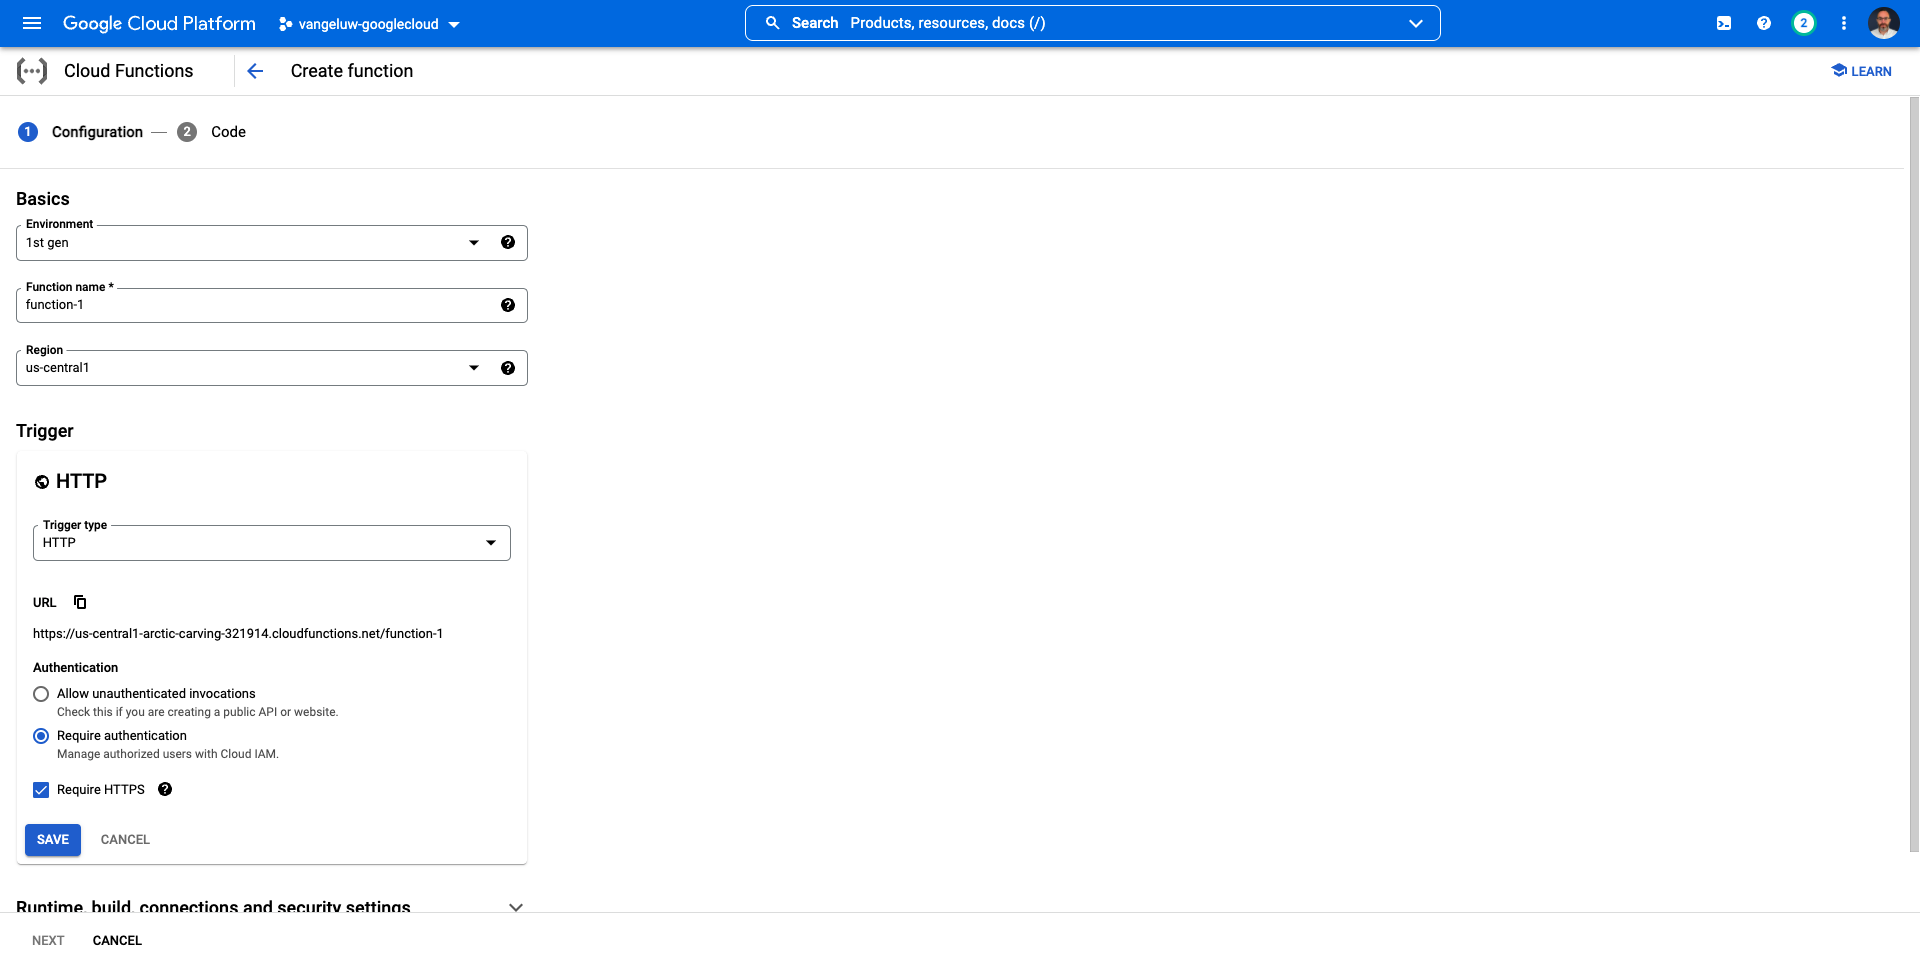 Google Cloud Platform vangeluw-googlecloud Search Products, resources, docs (/) 2
Cloud Functions Create function LEARN
1 Configuration 2 Code
Basics
Environment
1st gen
Function name *
function-1
Region
us-central1
Trigger
HTTP
Trigger type
HTTP
URL
https://us-central1-arctic-carving-321914.cloudfunctions.net/function-1
Authentication
Allow unauthenticated invocations
Check this if you are creating a public API or website.
Require authentication
Manage authorized users with Cloud IAM.
Require HTTPS
SAVE CANCEL
Runtime, build, connections and security settings
NEXT CANCEL